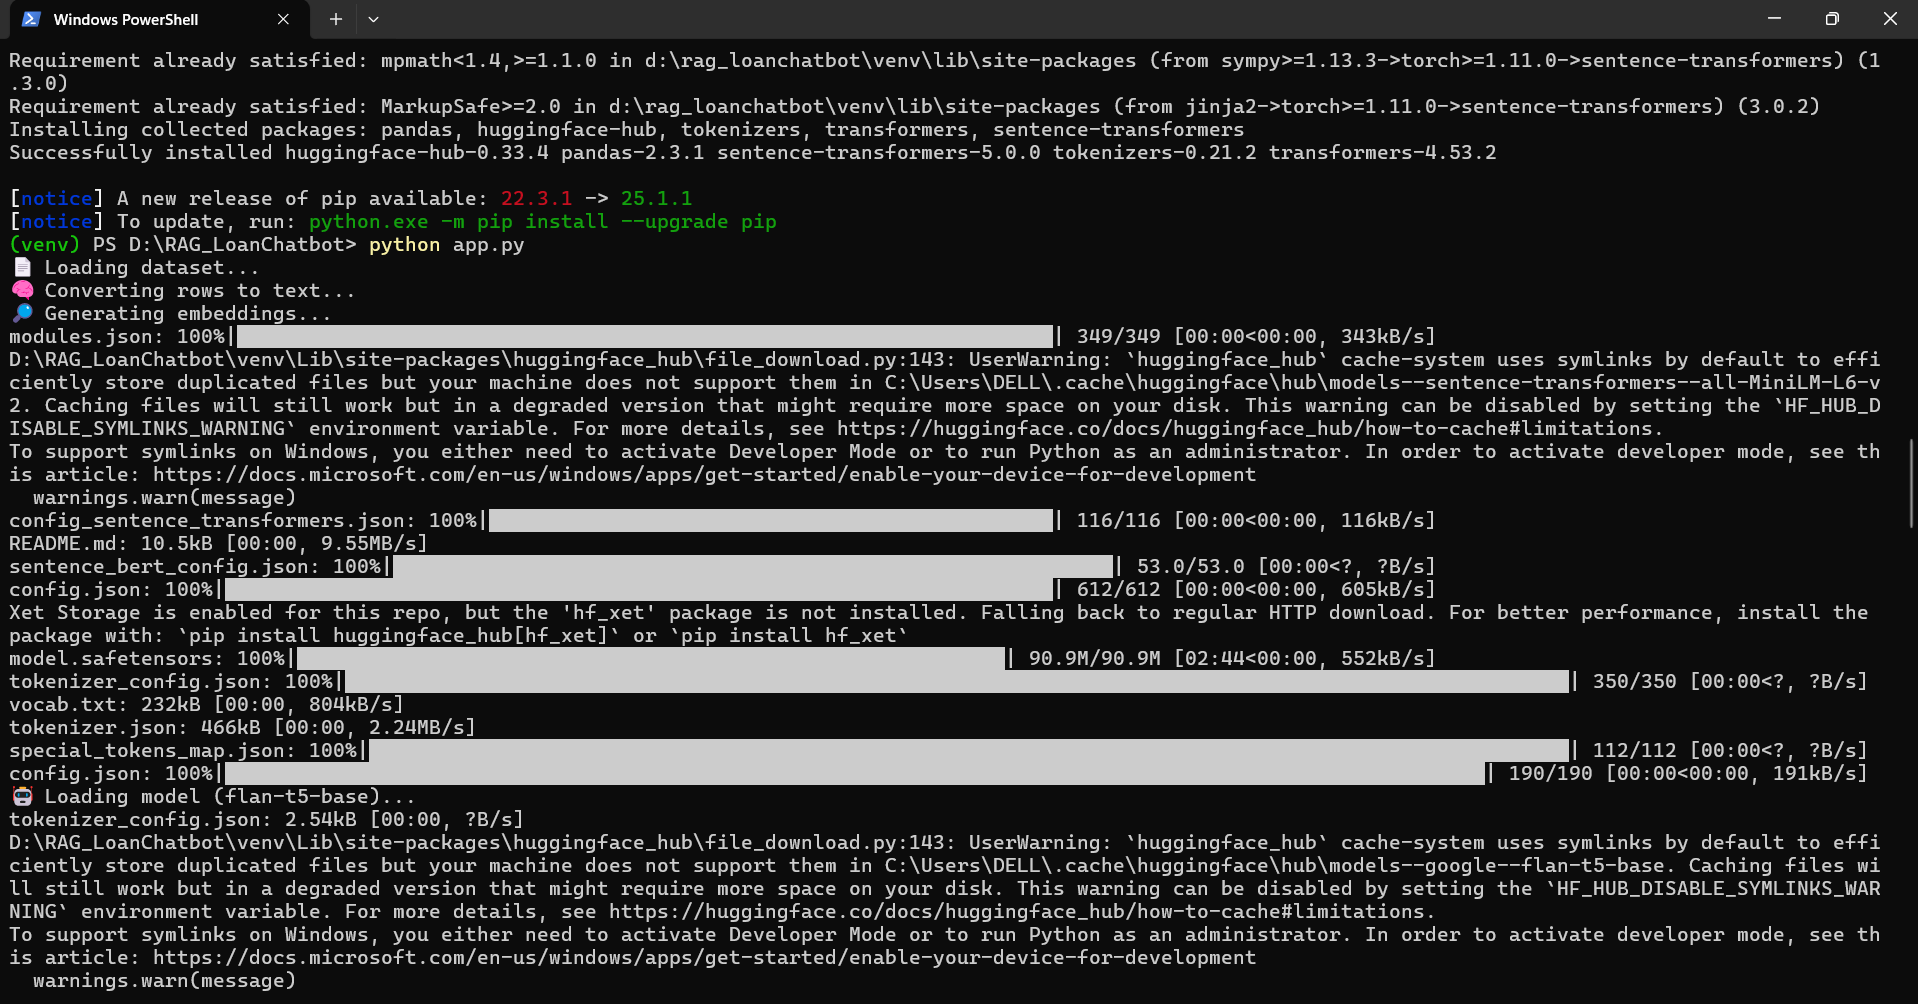 Windows PowerShell
Requirement already satisfied: mpmath<1.4,>=1.1.0 in d:\rag_loanchatbot\venv\lib\site-packages (from sympy>=1.13.3->torch>=1.11.0->sentence-transformers) (1
.3.0)
Requirement already satisfied: MarkupSafe>=2.0 in d:\rag_loanchatbot\venv\lib\site-packages (from jinja2->torch>=1.11.0->sentence-transformers) (3.0.2)
Installing collected packages: pandas, huggingface-hub, tokenizers, transformers, sentence-transformers
Successfully installed huggingface-hub-0.33.4 pandas-2.3.1 sentence-transformers-5.0.0 tokenizers-0.21.2 transformers-4.53.2
[notice] A new release of pip available: 22.3.1 -> 25.1.1
[notice] To update, run: python.exe -m pip install --upgrade pip
(venv) PS D:\RAG_LoanChatbot> python app.py
📄 Loading dataset...
🧠 Converting rows to text...
🔎 Generating embeddings...
modules.json: 100%|| 349/349 [00:00<00:00, 343kB/s]
D:\RAG_LoanChatbot\venv\Lib\site-packages\huggingface_hub\file_download.py:143: UserWarning: `huggingface_hub` cache-system uses symlinks by default to effi
ciently store duplicated files but your machine does not support them in C:\Users\DELL\.cache\huggingface\hub\models--sentence-transformers--all-MiniLM-L6-v
2. Caching files will still work but in a degraded version that might require more space on your disk. This warning can be disabled by setting the `HF_HUB_D
ISABLE_SYMLINKS_WARNING` environment variable. For more details, see https://huggingface.co/docs/huggingface_hub/how-to-cache#limitations.
To support symlinks on Windows, you either need to activate Developer Mode or to run Python as an administrator. In order to activate developer mode, see th
is article: https://docs.microsoft.com/en-us/windows/apps/get-started/enable-your-device-for-development
  warnings.warn(message)
config_sentence_transformers.json: 100%|| 116/116 [00:00<00:00, 116kB/s]
README.md: 10.5kB [00:00, 9.55MB/s]
sentence_bert_config.json: 100%|| 53.0/53.0 [00:00<?, ?B/s]
config.json: 100%|| 612/612 [00:00<00:00, 605kB/s]
Xet Storage is enabled for this repo, but the 'hf_xet' package is not installed. Falling back to regular HTTP download. For better performance, install the
package with: `pip install huggingface_hub[hf_xet]` or `pip install hf_xet`
model.safetensors: 100%|| 90.9M/90.9M [02:44<00:00, 552kB/s]
tokenizer_config.json: 100%|| 350/350 [00:00<?, ?B/s]
vocab.txt: 232kB [00:00, 804kB/s]
tokenizer.json: 466kB [00:00, 2.24MB/s]
special_tokens_map.json: 100%|| 112/112 [00:00<?, ?B/s]
config.json: 100%|| 190/190 [00:00<00:00, 191kB/s]
🤖 Loading model (flan-t5-base)...
tokenizer_config.json: 2.54kB [00:00, ?B/s]
D:\RAG_LoanChatbot\venv\Lib\site-packages\huggingface_hub\file_download.py:143: UserWarning: `huggingface_hub` cache-system uses symlinks by default to effi
ciently store duplicated files but your machine does not support them in C:\Users\DELL\.cache\huggingface\hub\models--google--flan-t5-base. Caching files wi
ll still work but in a degraded version that might require more space on your disk. This warning can be disabled by setting the `HF_HUB_DISABLE_SYMLINKS_WAR
NING` environment variable. For more details, see https://huggingface.co/docs/huggingface_hub/how-to-cache#limitations.
To support symlinks on Windows, you either need to activate Developer Mode or to run Python as an administrator. In order to activate developer mode, see th
is article: https://docs.microsoft.com/en-us/windows/apps/get-started/enable-your-device-for-development
  warnings.warn(message)